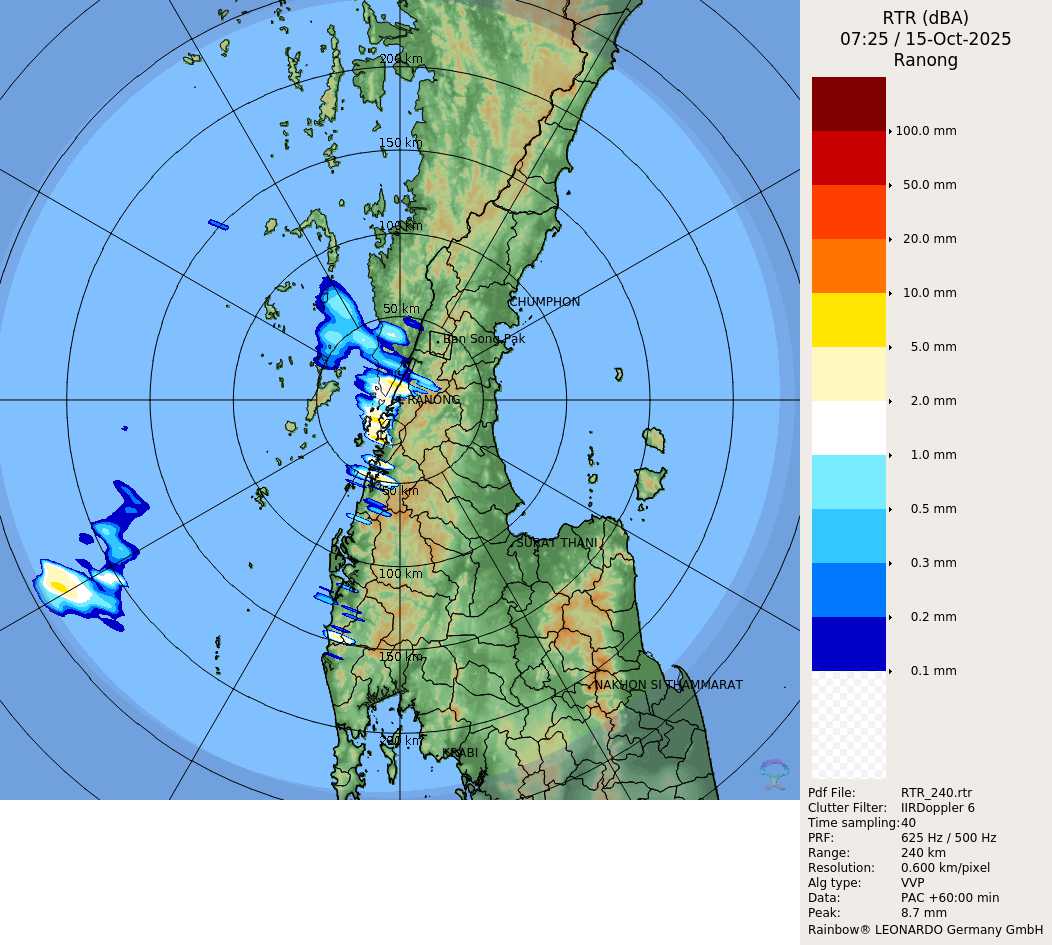 200 km
150 km
100 km
50 km
CHUMPHON
Ban Song Pak
RANONG
50 km
SURAT THANI
100 km
150 km
NAKHON SI THAMMARAT
200 km
KRABI
RTR (dBA)
07:25 / 15-Oct-2025
Ranong
100.0 mm
50.0 mm
20.0 mm
10.0 mm
5.0 mm
2.0 mm
1.0 mm
0.5 mm
0.3 mm
0.2 mm
0.1 mm
Pdf File: RTR_240.rtr
Clutter Filter: IIRDoppler 6
Time sampling:40
PRF: 625 Hz / 500 Hz
Range: 240 km
Resolution: 0.600 km/pixel
Alg type: VVP
Data: PAC +60:00 min
Peak: 8.7 mm
Rainbow® LEONARDO Germany GmbH